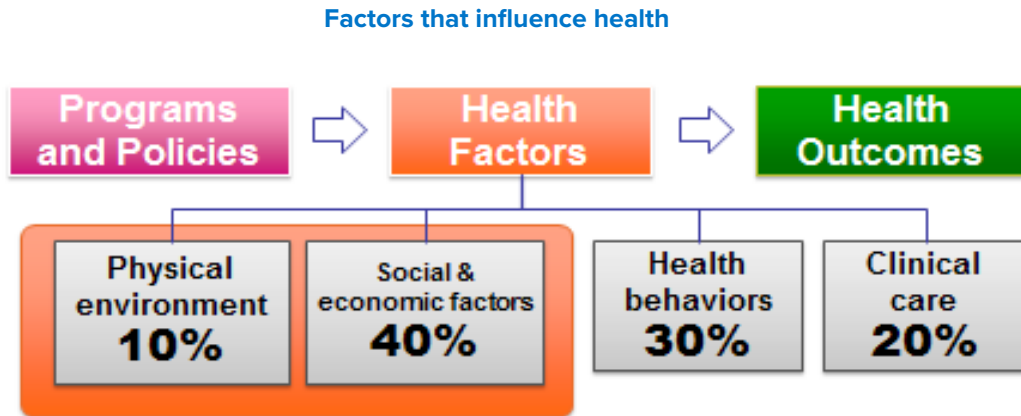 Factors that influence health
Programs
and Policies
Health
Factors
Health
Outcomes
Physical
environment
10%
Social &
economic factors
40%
Health
behaviors
30%
Clinical
care
20%